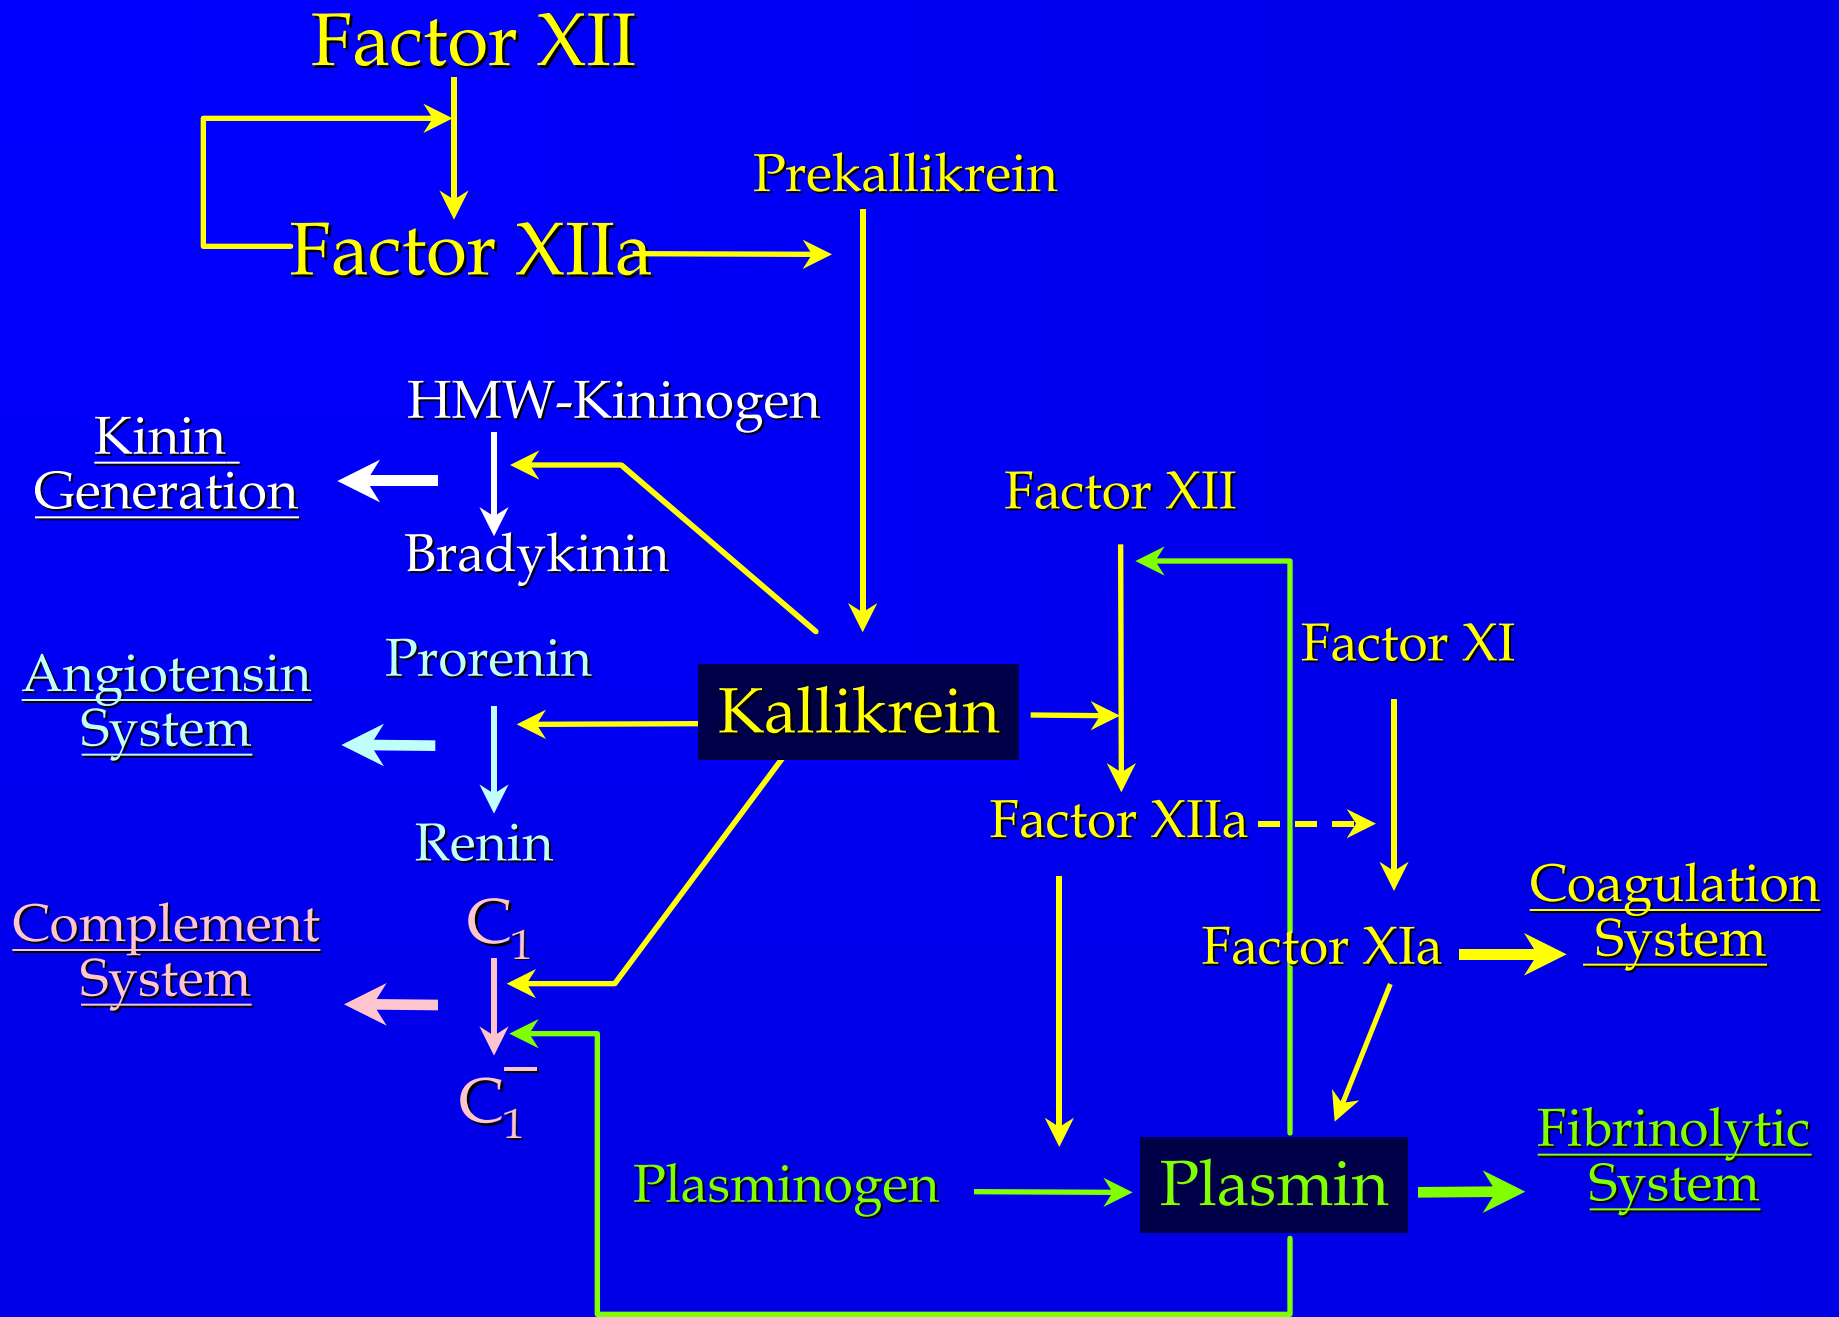 Factor XII
Prekallikrein
Factor XIIa
HMW-Kininogen
Kinin
Generation
Bradykinin
Factor XII
Prorenin
Angiotensin
System
Kallikrein
Factor XI
Renin
Factor XIIa
C₁
Complement
System
Coagulation
System
Factor XIa
C̅₁
Plasminogen
Plasmin
Fibrinolytic
System